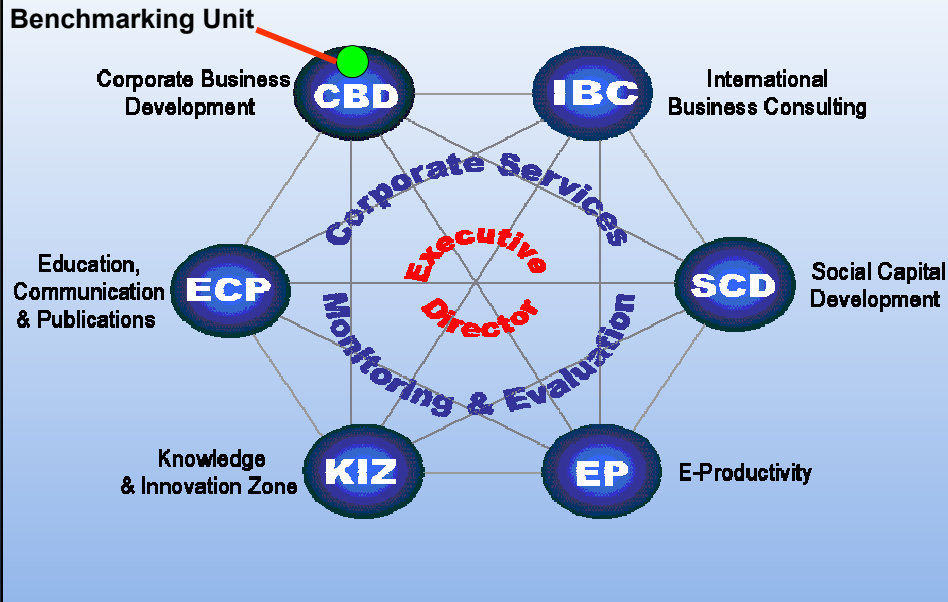 Benchmarking Unit
Corporate Business
Development
CBD
IBC
International
Business Consulting
Corporate Services
Executive
Director
Education,
Communication
& Publications
ECP
SCD
Social Capital
Development
Monitoring & Evaluation
Knowledge
& Innovation Zone
KIZ
EP
E-Productivity